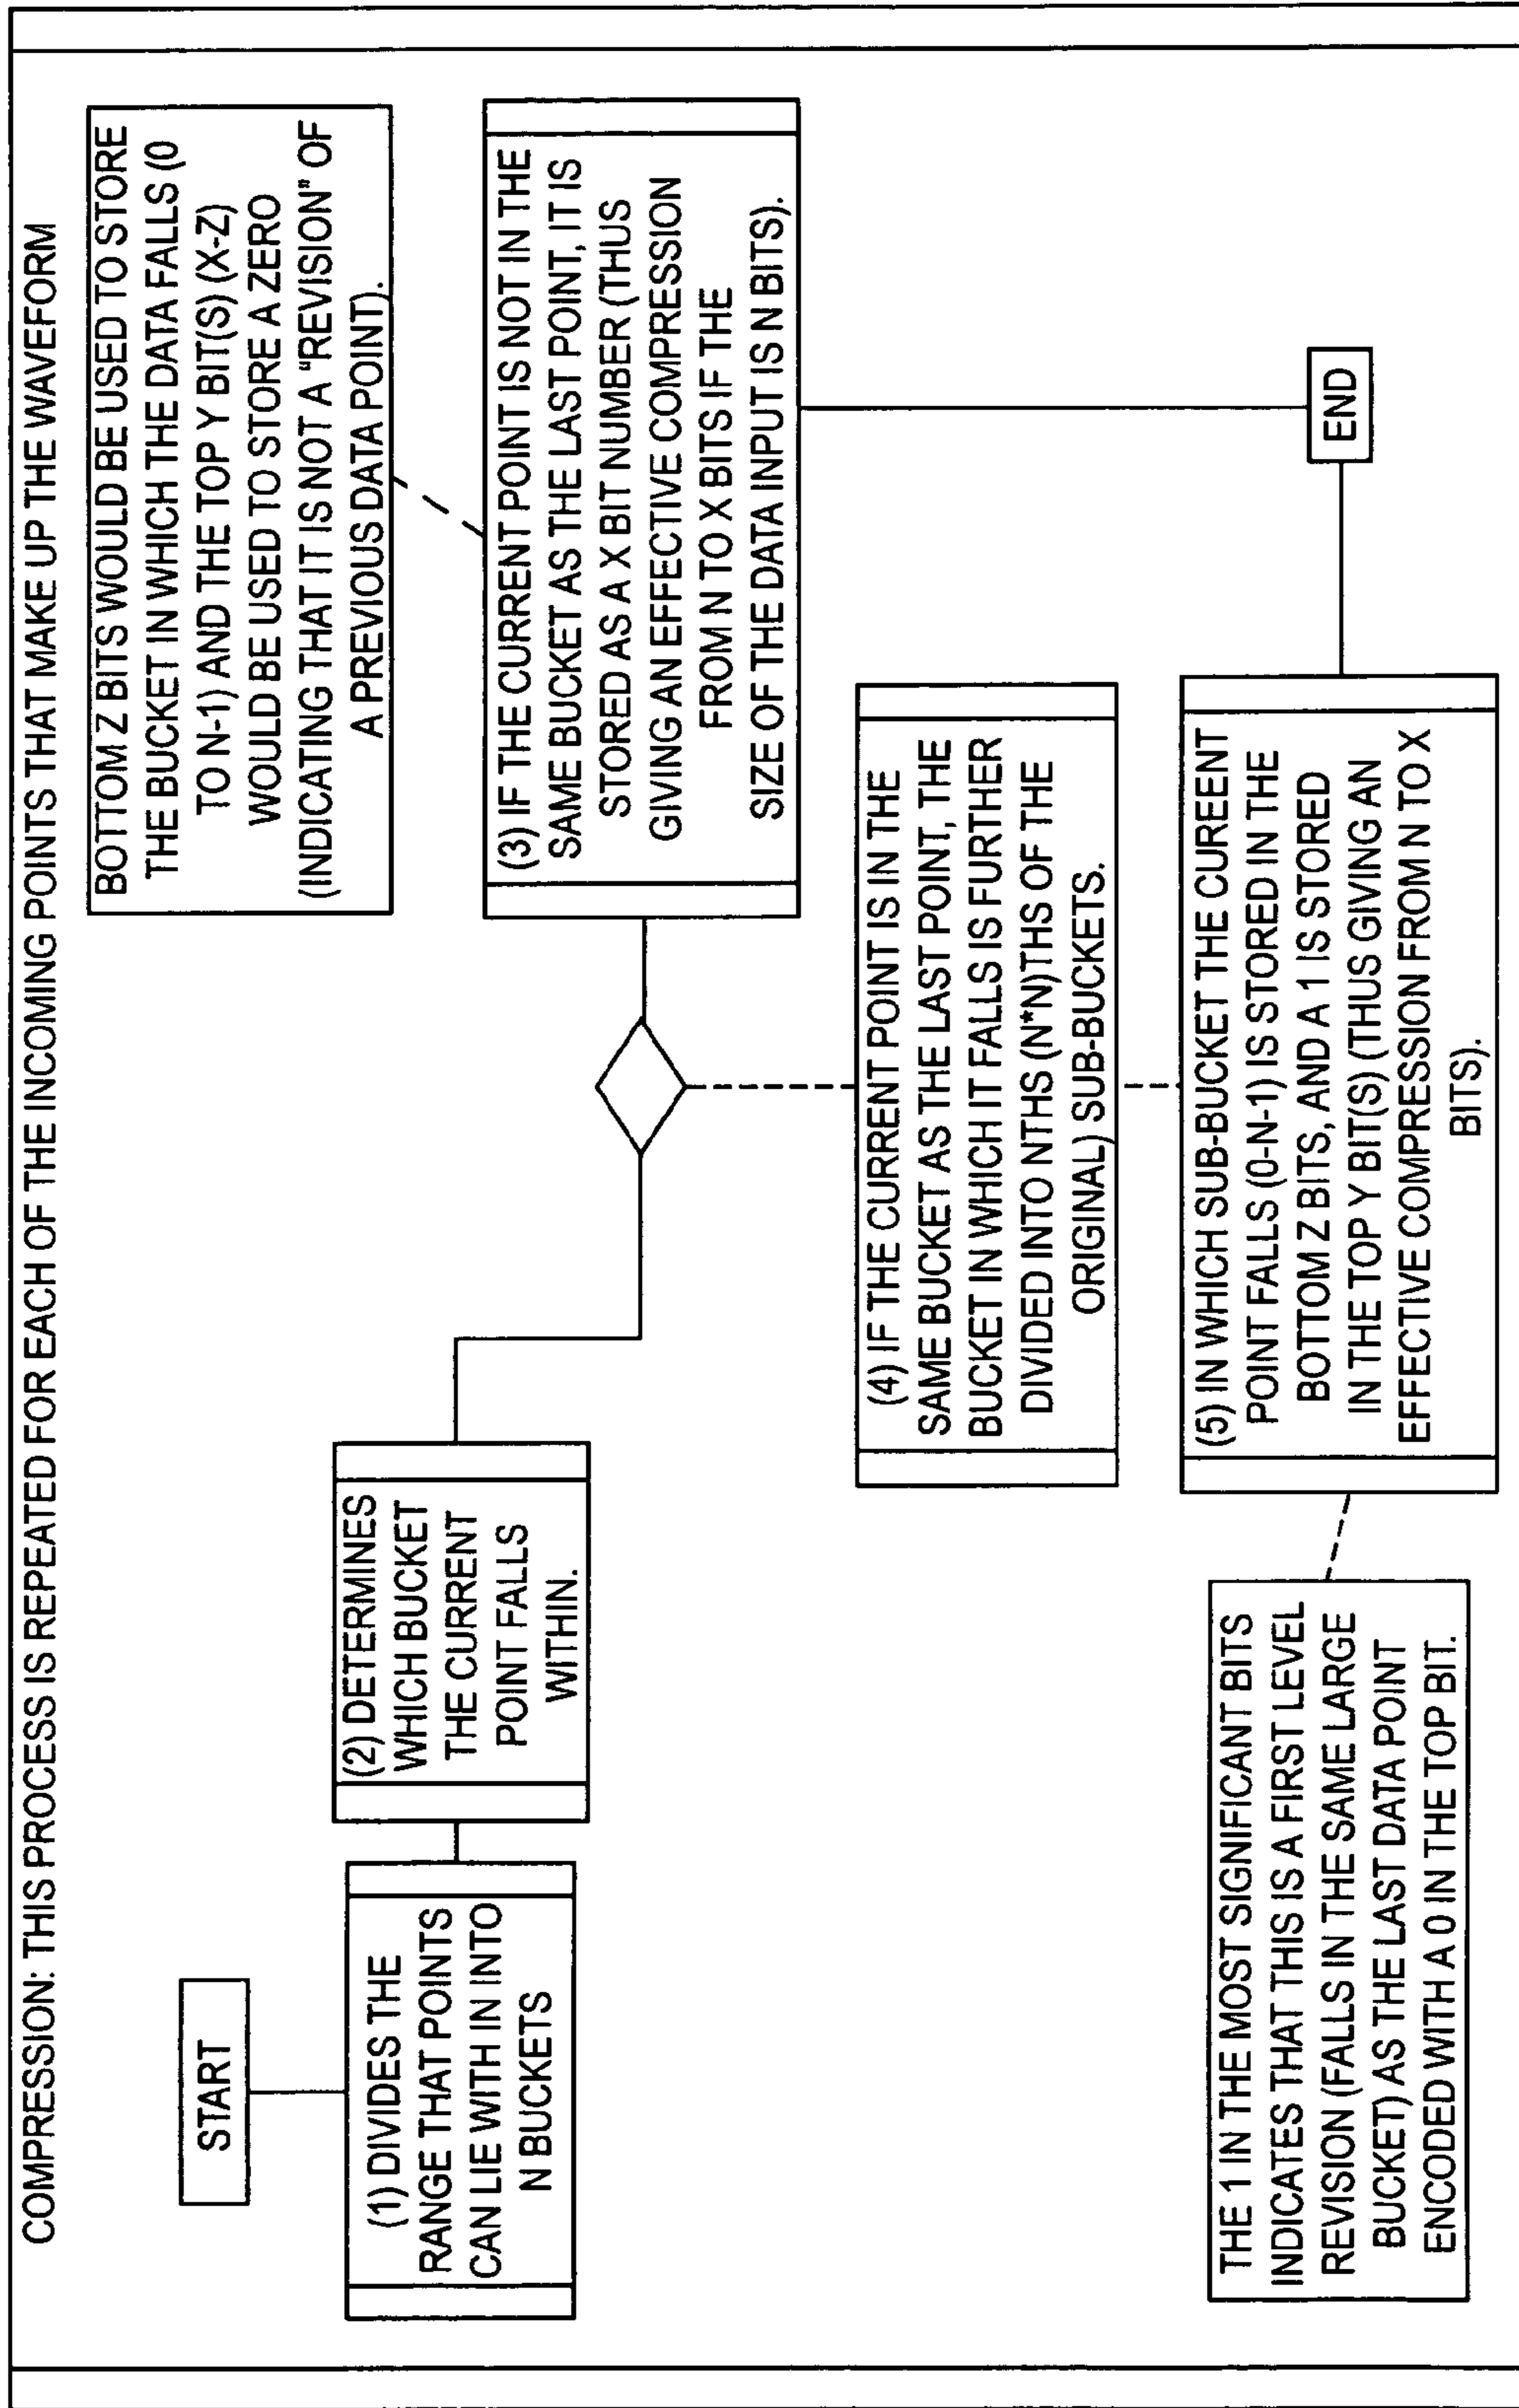 COMPRESSION: THIS PROCESS IS REPEATED FOR EACH OF THE INCOMING POINTS THAT MAKE UP THE WAVEFORM
START
(1) DIVIDES THE
RANGE THAT POINTS
CAN LIE WITH IN INTO
N BUCKETS
(2) DETERMINES
WHICH BUCKET
THE CURRENT
POINT FALLS
WITHIN.
BOTTOM Z BITS WOULD BE USED TO STORE
THE BUCKET IN WHICH THE DATA FALLS (0
TO N-1) AND THE TOP Y BIT(S) (X-Z)
WOULD BE USED TO STORE A ZERO
(INDICATING THAT IT IS NOT A "REVISION" OF
A PREVIOUS DATA POINT).
(3) IF THE CURRENT POINT IS NOT IN THE
SAME BUCKET AS THE LAST POINT, IT IS
STORED AS A X BIT NUMBER (THUS
GIVING AN EFFECTIVE COMPRESSION
FROM N TO X BITS IF THE
SIZE OF THE DATA INPUT IS N BITS).
(4) IF THE CURRENT POINT IS IN THE
SAME BUCKET AS THE LAST POINT, THE
BUCKET IN WHICH IT FALLS IS FURTHER
DIVIDED INTO NTHS (N*N)THS OF THE
ORIGINAL) SUB-BUCKETS.
(5) IN WHICH SUB-BUCKET THE CUREENT
POINT FALLS (0-N-1) IS STORED IN THE
BOTTOM Z BITS, AND A 1 IS STORED
IN THE TOP Y BIT(S) (THUS GIVING AN
EFFECTIVE COMPRESSION FROM N TO X
BITS).
END
THE 1 IN THE MOST SIGNIFICANT BITS
INDICATES THAT THIS IS A FIRST LEVEL
REVISION (FALLS IN THE SAME LARGE
BUCKET) AS THE LAST DATA POINT
ENCODED WITH A 0 IN THE TOP BIT.